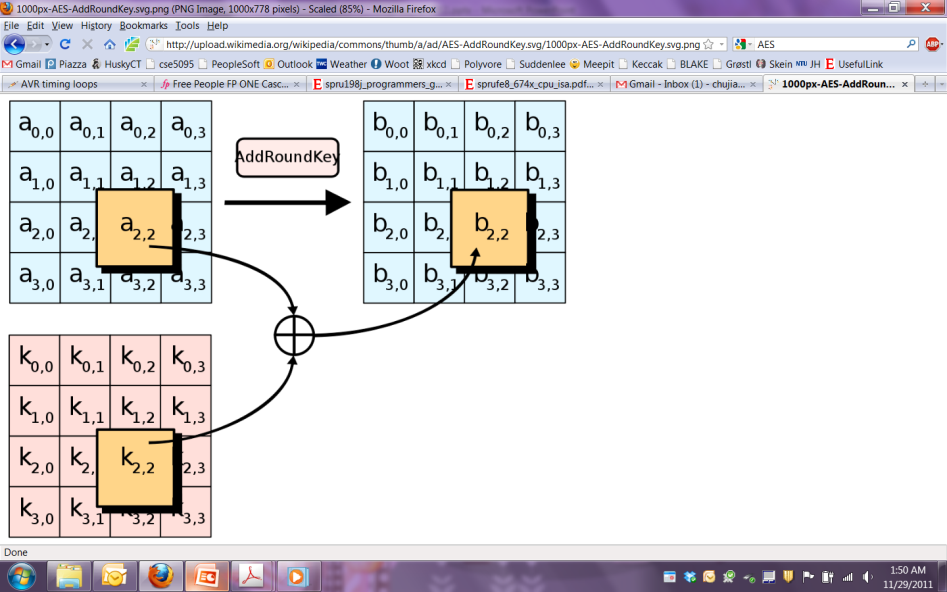 1000px-AES-AddRoundKey.svg.png (PNG Image, 1000x778 pixels) - Scaled (85%) - Mozilla Firefox
File Edit View History Bookmarks Tools Help
http://upload.wikimedia.org/wikipedia/commons/thumb/a/ad/AES-AddRoundKey.svg/1000px-AES-AddRoundKey.svg.png AES
Gmail Piazza HuskyCT cse5095 PeopleSoft Outlook Weather Woot xkcd Polyvore Suddenlee Meepit Keccak BLAKE Grøstl Skein JH UsefulLink
AVR timing loops Free People FP ONE Casc... spru198j_programmers_g... sprufe8_674x_cpu_isa.pdf... Gmail - Inbox (1) - chujia... 1000px-AES-AddRoun...
a0,0 a0,1 a0,2 a0,3 b0,0 b0,1 b0,2 b0,3
AddRoundKey
a1,0 a1,1 a1,2 a1,3 b1,0 b1,1 b1,2 b1,3
a2,0 a2, a2,2 2,3 b2,0 b2, b2,2 b2,3
a3,0 a3,1 a3,2 a3,3 b3,0 b3,1 b3,2 b3,3
k0,0 k0,1 k0,2 k0,3
k1,0 k1,1 k1,2 k1,3
k2,0 k2, k2,2 2,3
k3,0 k3,1 k3,2 k3,3
Done
1:50 AM
11/29/2011